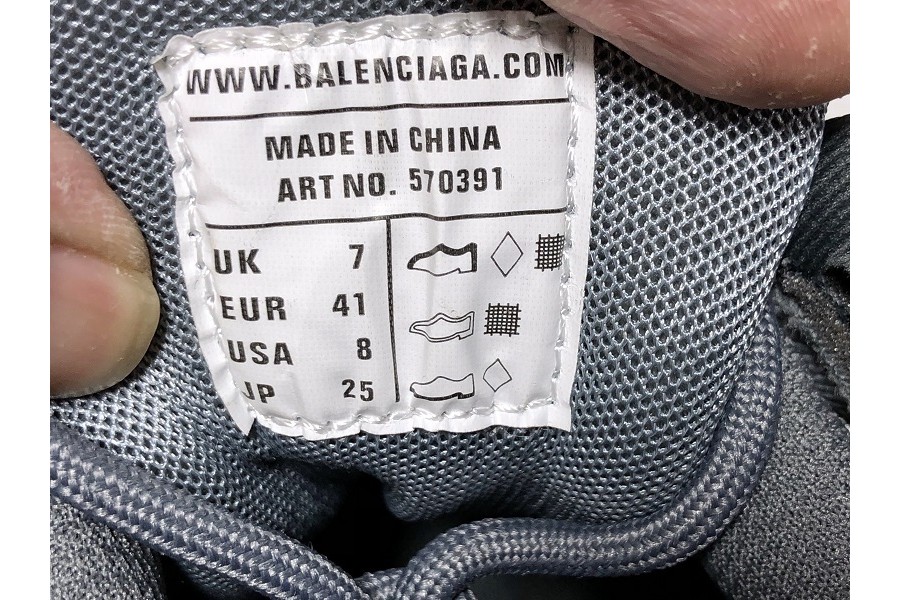 WWW.BALENCIAGA.COM
MADE IN CHINA
ART NO. 570391
UK 7
EUR 41
USA 8
JP 25